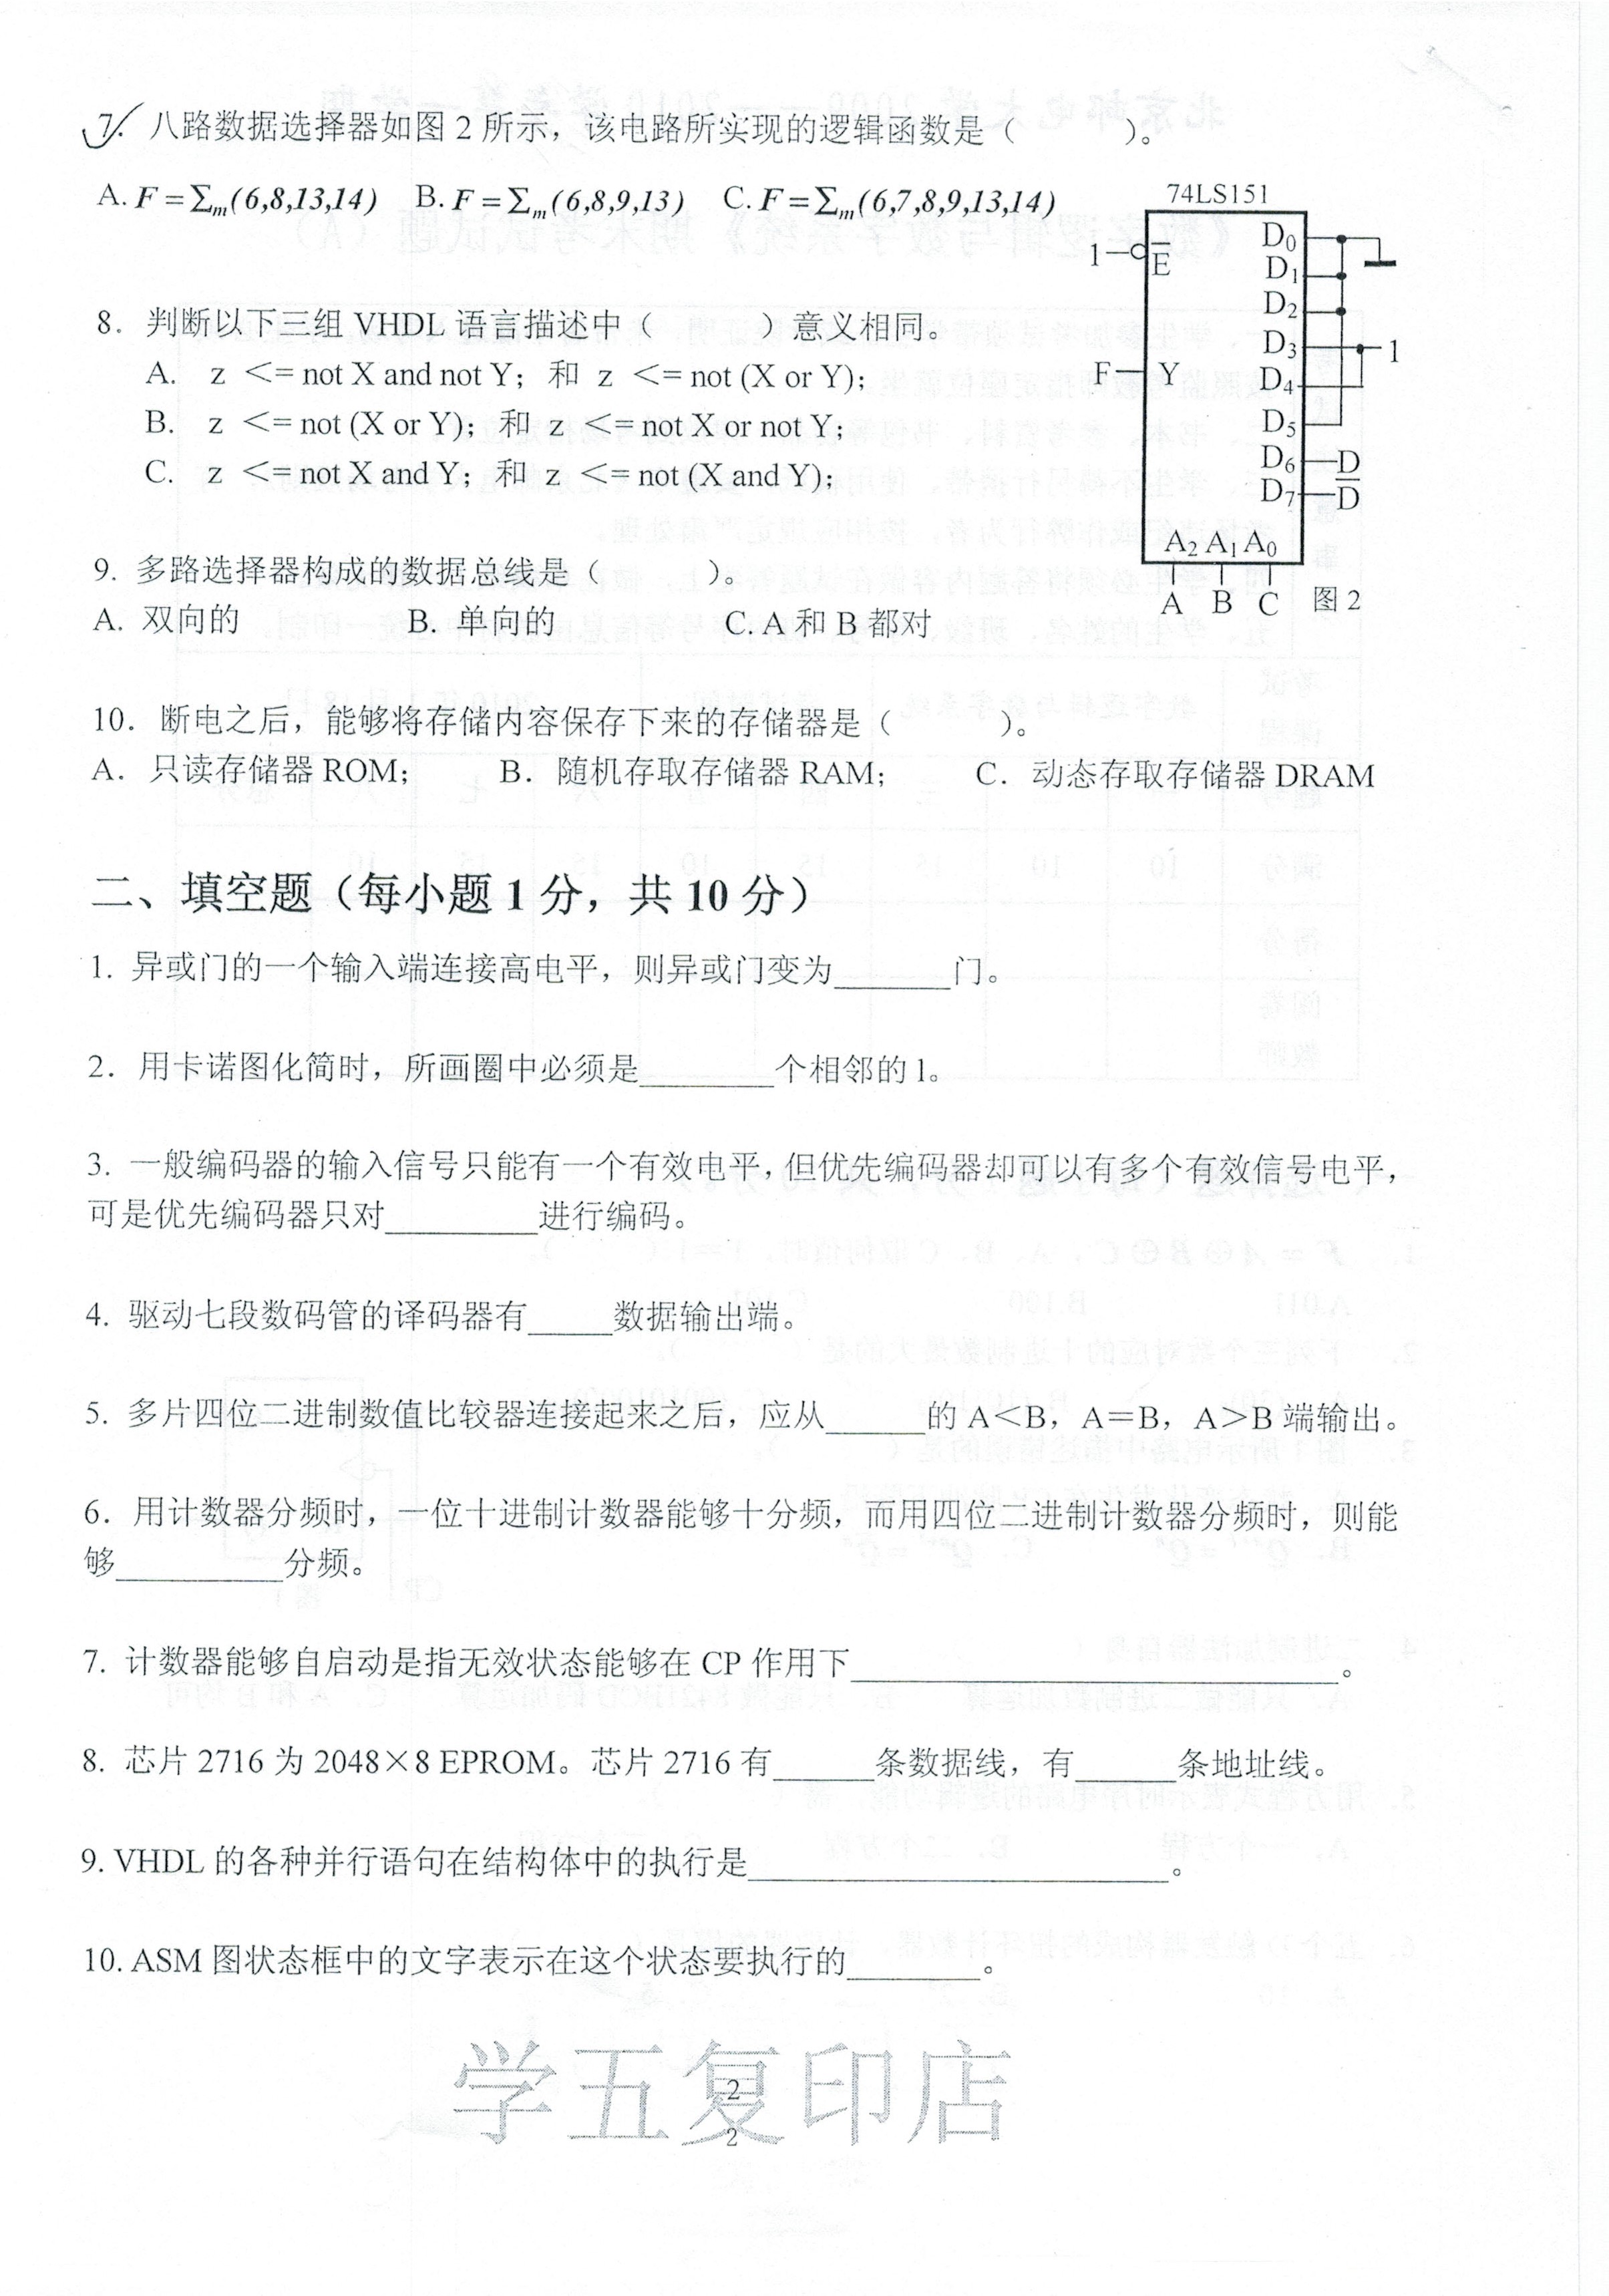 7. 八路数据选择器如图 2 所示，该电路所实现的逻辑函数是（ ）。
A. F =∑m(6,8,13,14) B. F =∑m(6,8,9,13) C. F =∑m(6,7,8,9,13,14)
74LS151
1 E D0
D1
D2
D3 1
F Y D4
D5
D6 D
D7 D
A2 A1 A0
A B C 图 2
8. 判断以下三组 VHDL 语言描述中（ ）意义相同。
A. z <= not X and not Y；和 z <= not (X or Y)；
B. z <= not (X or Y)；和 z <= not X or not Y；
C. z <= not X and Y；和 z <= not (X and Y)；
9. 多路选择器构成的数据总线是（ ）。
A. 双向的 B. 单向的 C. A 和 B 都对
10. 断电之后，能够将存储内容保存下来的存储器是（ ）。
A. 只读存储器 ROM； B. 随机存取存储器 RAM； C. 动态存取存储器 DRAM
二、填空题（每小题 1 分，共 10 分）
1. 异或门的一个输入端连接高电平，则异或门变为_______门。
2. 用卡诺图化简时，所画圈中必须是________个相邻的 1。
3. 一般编码器的输入信号只能有一个有效电平，但优先编码器却可以有多个有效信号电平，
可是优先编码器只对_________进行编码。
4. 驱动七段数码管的译码器有_____数据输出端。
5. 多片四位二进制数值比较器连接起来之后，应从______的 A＜B，A＝B，A＞B 端输出。
6. 用计数器分频时，一位十进制计数器能够十分频，而用四位二进制计数器分频时，则能
够__________分频。
7. 计数器能够自启动是指无效状态能够在 CP 作用下_____________________________。
8. 芯片 2716 为 2048×8 EPROM。芯片 2716 有______条数据线，有______条地址线。
9. VHDL 的各种并行语句在结构体中的执行是_________________________。
10. ASM 图状态框中的文字表示在这个状态要执行的________。
学五复印店
2
2